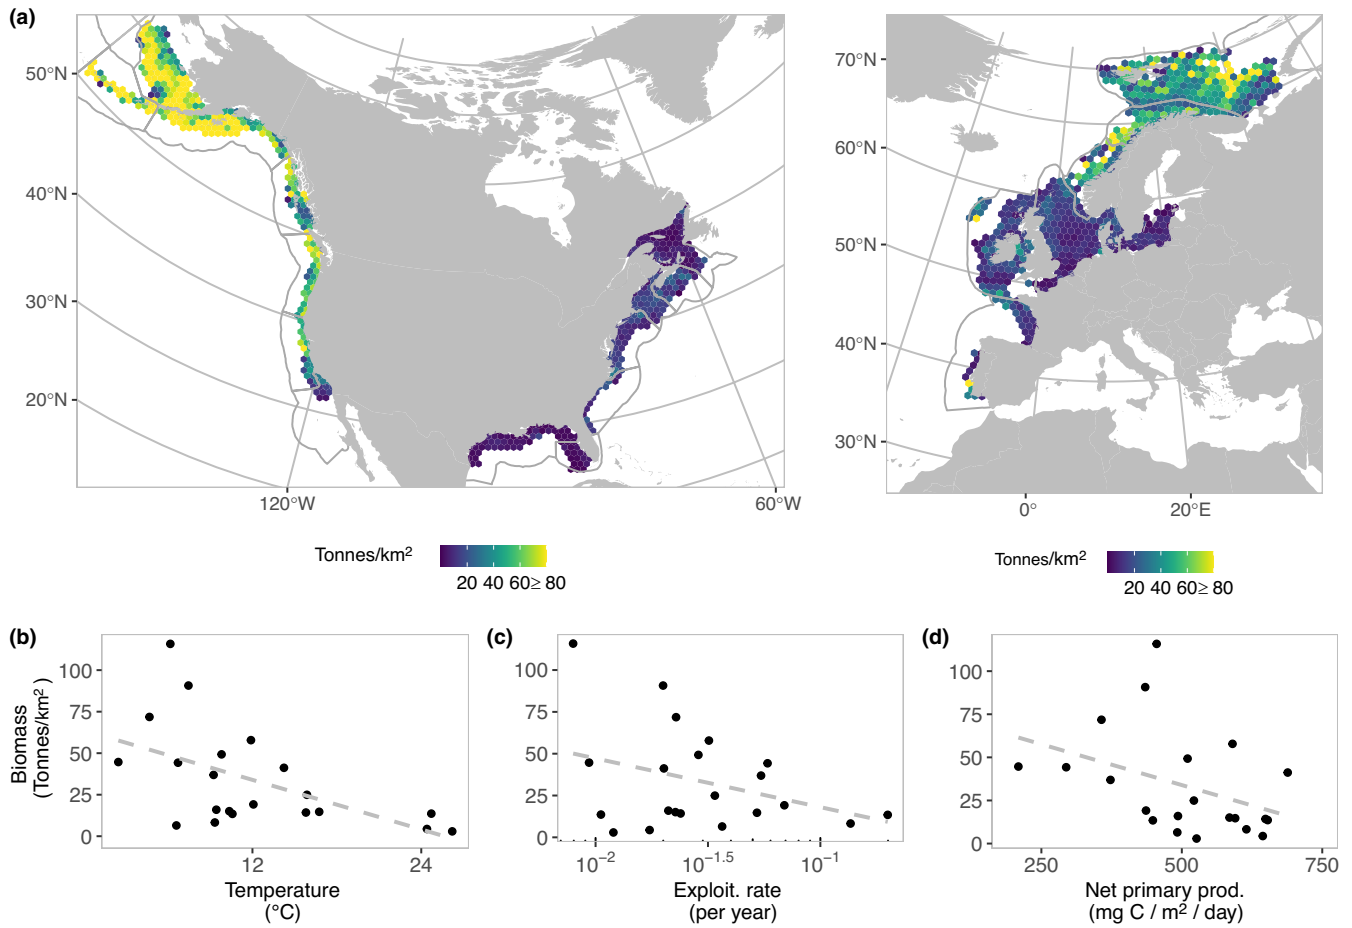 (a)
50°N
40°N
30°N
20°N
120°W
60°W
70°N
60°N
50°N
40°N
30°N
0°
20°E
Tonnes/km²
20 40 60≥ 80
Tonnes/km²
20 40 60≥ 80
(b)
Biomass
(Tonnes/km²)
100
75
50
25
0
12
24
Temperature
(°C)
(c)
100
75
50
25
0
10⁻²
10⁻¹·⁵
10⁻¹
Exploit. rate
(per year)
(d)
100
75
50
25
0
250
500
750
Net primary prod.
(mg C / m² / day)